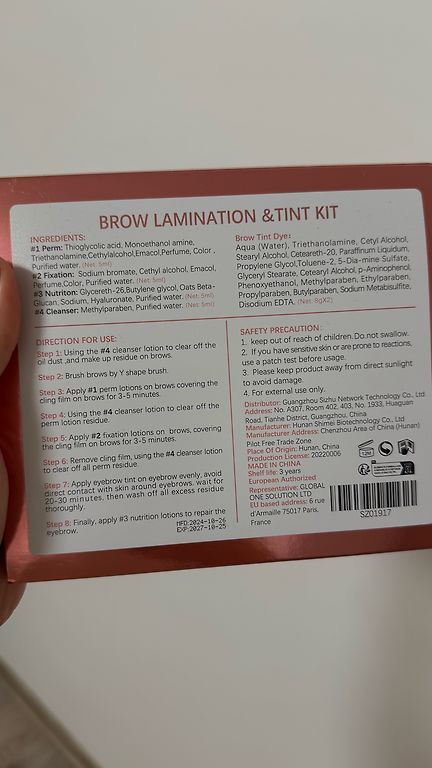 BROW LAMINATION &TINT KIT
INGREDIENTS:
#1 Perm: Thioglycolic acid, Monoethanol amine,
Triethanolamine,Cethylalcohol,Emacol,Perfume, Color ,
Purified water. (Net: 5ml)
#2 Fixation: Sodium bromate, Cethyl alcohol, Emacol,
Perfume,Color, Purified water. (Net: 5ml)
#3 Nutriton: Glycereth-26,Butylene glycol, Oats Beta-
Glucan, Sodium, Hyaluronate, Purified water. (Net: 5ml)
#4 Cleanser: Methylparaben, Purified water. (Net: 5ml)
Brow Tint Dye:
Aqua (Water), Triethanolamine, Cetyl Alcohol,
Stearyl Alcohol, Ceteareth-20, Paraffinum Liquidum,
Propylene Glycol,Toluene-2, 5-Dia-mine Sulfate,
Glyceryl Stearate, Cetearyl Alcohol, p-Aminophenol,
Phenoxyethanol, Methylparaben, Ethylparaben,
Propylparaben, Butylparaben, Sodium Metabisulfite,
Disodium EDTA. (Net: 8gX2)
DIRECTION FOR USE:
Step 1: Using the #4 cleanser lotion to clear off the
oil dust ,and make up residue on brows.
Step 2: Brush brows by Y shape brush.
Step 3: Apply #1 perm lotions on brows covering the
cling film on brows for 3-5 minutes.
Step 4: Using the #4 cleanser lotion to clear off the
perm lotion residue.
Step 5: Apply #2 fixation lotions on brows, covering
the cling film on brows for 3-5 minutes.
Step 6: Remove cling film, using the #4 cleanser lotion
to clear off all perm residue.
Step 7: Apply eyebrow tint on eyebrow evenly, avoid
direct contact with skin around eyebrows. wait for
20-30 minutes, then wash off all excess residue
thoroughly.
Step 8: Finally, apply #3 nutrition lotions to repair the
eyebrow.
MFD:2024-10-26
EXP:2027-10-25
SAFETY PRECAUTION:
1. keep out of reach of children.Do not swallow.
2. If you have sensitive skin or are prone to reactions,
use a patch test before usage.
3. Please keep product away from direct sunlight
to avoid damage.
4. For external use only.
Distributor: Guangzhou Sizhu Network Technology Co., Ltd
Address: No. A307, Room 402, 403, No. 1933, Huaguan
Road, Tianhe District, Guangzhou, China
Manufacturer: Hunan Shimei Biotechnology Co., Ltd
Manufacturer Address: Chenzhou Area of China (Hunan)
Pilot Free Trade Zone
Place Of Origin: Hunan, China
Production License: 20220006
MADE IN CHINA
Shelf life: 3 years
European Authorized
Representative: GLOBAL
ONE SOLUTION LTD
EU based address: 6 rue
d'Armaille 75017 Paris,
France
12M
SZ01917